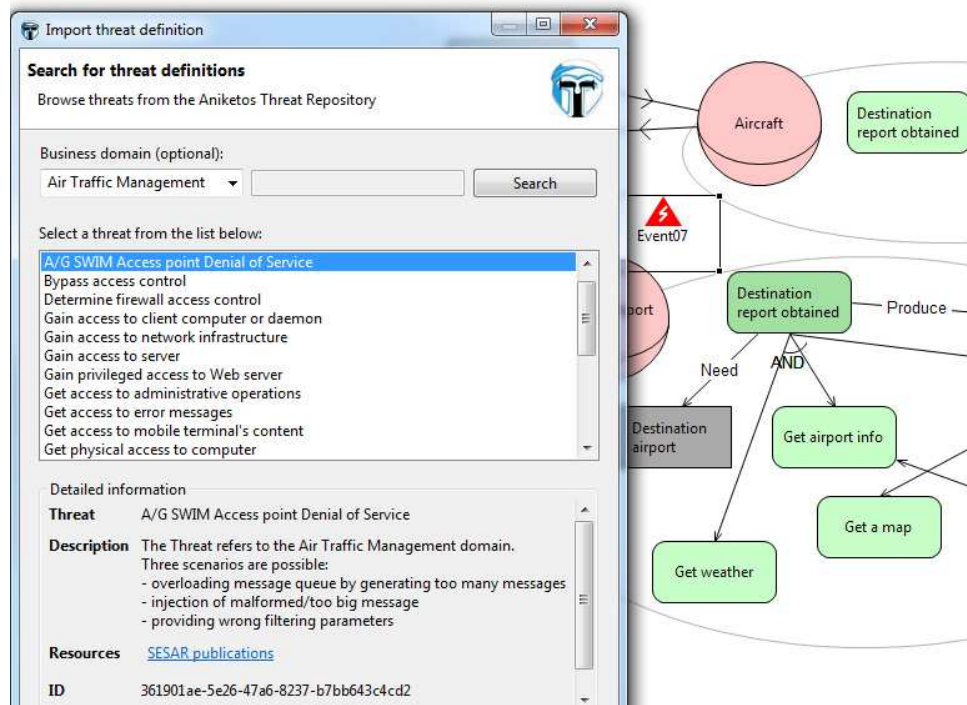 Import threat definition
Search for threat definitions
Browse threats from the Aniketos Threat Repository
Business domain (optional):
Air Traffic Management
Search
Select a threat from the list below:
A/G SWIM Access point Denial of Service
Bypass access control
Determine firewall access control
Gain access to client computer or daemon
Gain access to network infrastructure
Gain access to server
Gain privileged access to Web server
Get access to administrative operations
Get access to error messages
Get access to mobile terminal's content
Get physical access to computer
Detailed information
Threat A/G SWIM Access point Denial of Service
Description The Threat refers to the Air Traffic Management domain.
Three scenarios are possible:
- overloading message queue by generating too many messages
- injection of malformed/too big message
- providing wrong filtering parameters
Resources SESAR publications
ID 361901ae-5e26-47a6-8237-b7bb643c4cd2
Aircraft
Destination
report obtained
Event07
port
Destination
report obtained
Produce
Need
AND
Destination
airport
Get airport info
Get a map
Get weather